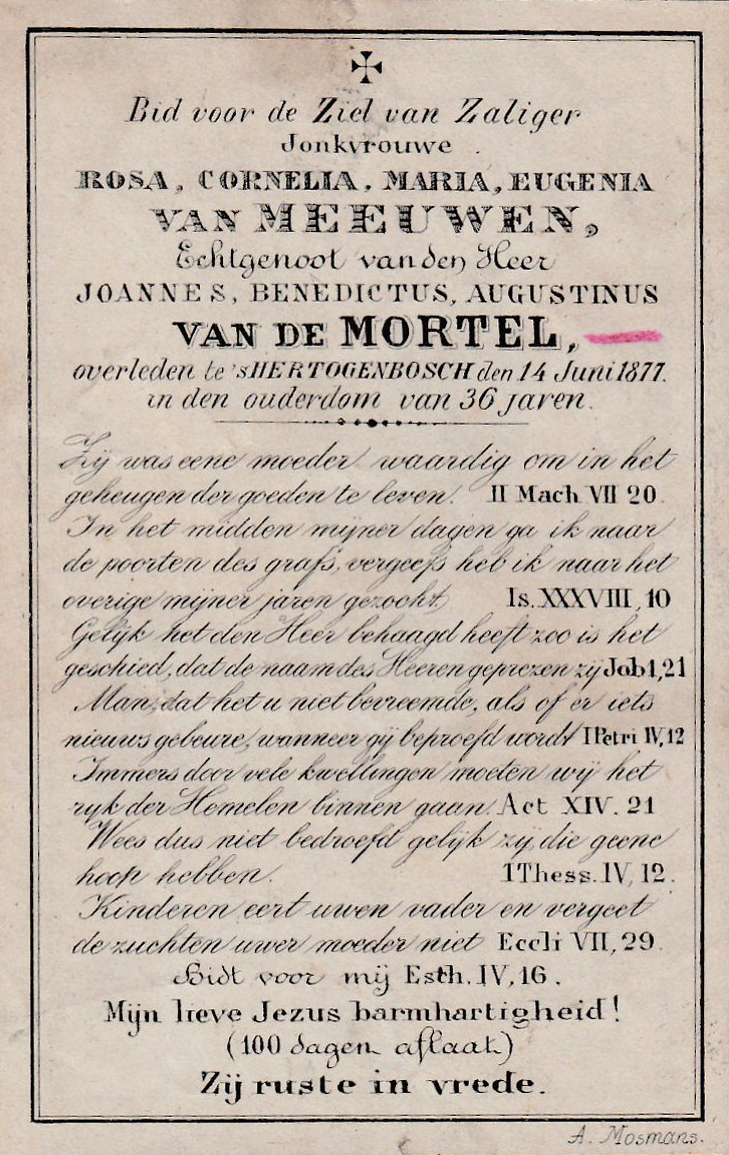 Bid voor de Ziel van Zaliger
Jonkvrouwe
ROSA, CORNELIA, MARIA, EUGENIA
VAN MEEUWEN,
Echtgenoot van den Heer
JOANNES, BENEDICTUS, AUGUSTINUS
VAN DE MORTEL,
overleden te 'sHERTOGENBOSCH den 14 Juni 1877.
in den ouderdom van 36 jaren.
Zij was eene moeder waardig om in het
geheugen der goeden te leven. II Mach VII 20.
In het midden mijner dagen ga ik naar
de poorten des grafs, vergeefs heb ik naar het
overige mijner jaren gezocht. Is. XXXVIII, 10
Gelijk het den Heer behaagd heeft zoo is het
geschied, dat de naam des Heeren geprezen zij Job 1, 21
Man, dat het u niet bevreemde, als of er iets
nieuws gebeure, wanneer gij beproefd wordt I Petri IV, 12
Immers door vele kwellingen moeten wij het
ryk der Hemelen binnen gaan. Act XIV. 21
Wees dus niet bedroefd gelijk zij, die geene
hoop hebben. 1 Thess. IV, 12.
Kinderen eert uwen vader en vergeet
de zuchten uwer moeder niet Eccli VII, 29.
Bidt voor mij Esth. IV, 16.
Mijn lieve Jezus barmhartigheid!
(100 dagen aflaat)
Zij ruste in vrede.
A. Mosmans.